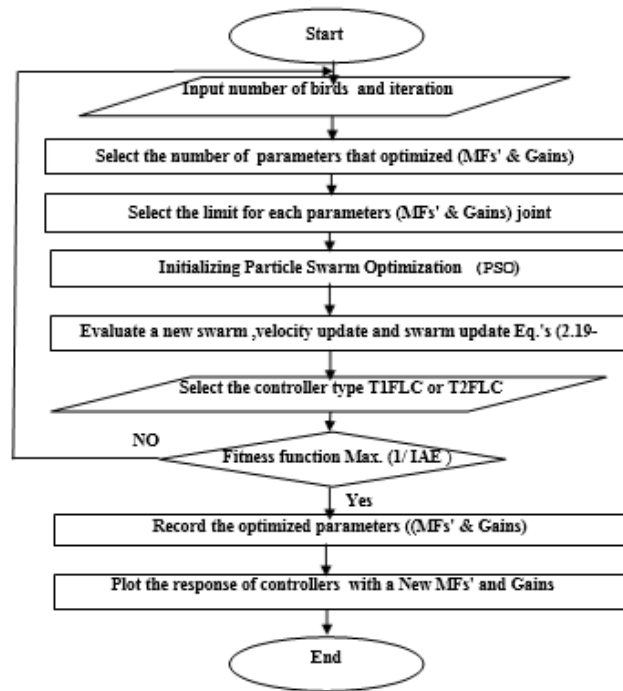 Start
Input number of birds and iteration
Select the number of parameters that optimized (MFs' & Gains)
Select the limit for each parameters (MFs' & Gains) joint
Initializing Particle Swarm Optimization (PSO)
Evaluate a new swarm ,velocity update and swarm update Eq.'s (2.19-
Select the controller type T1FLC or T2FLC
NO
Fitness function Max. (1/ IAE )
Yes
Record the optimized parameters ((MFs' & Gains)
Plot the response of controllers with a New MFs' and Gains
End